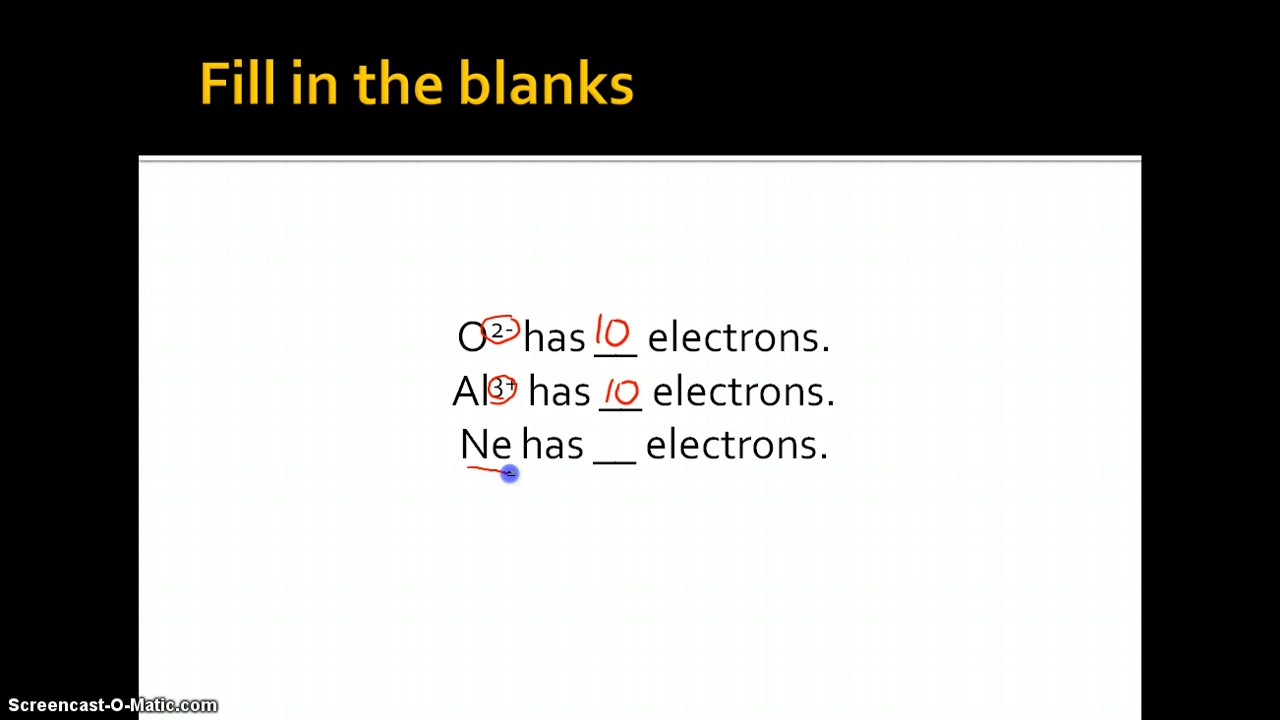 Fill in the blanks
O²⁻ has 10 electrons.
Al³⁺ has 10 electrons.
Ne has __ electrons.
Screencast-O-Matic.com